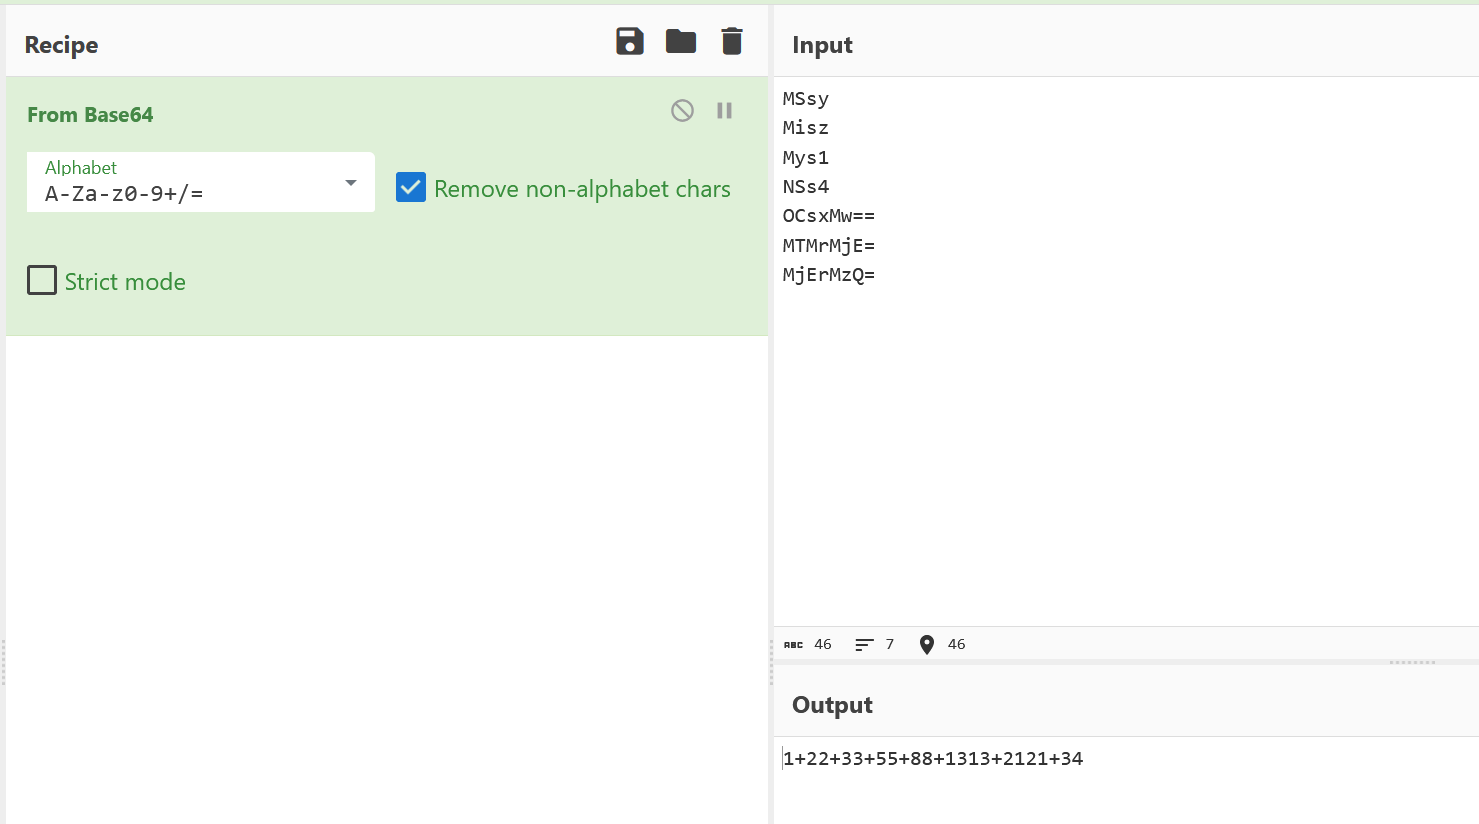 Recipe
From Base64
Alphabet
A-Za-z0-9+/=
Remove non-alphabet chars
Strict mode
Input
MSsy
Misz
Mys1
NSs4
OCsxMw==
MTMrMjE=
MjErMzQ=
ABC 46 7 46
Output
1+22+33+55+88+1313+2121+34